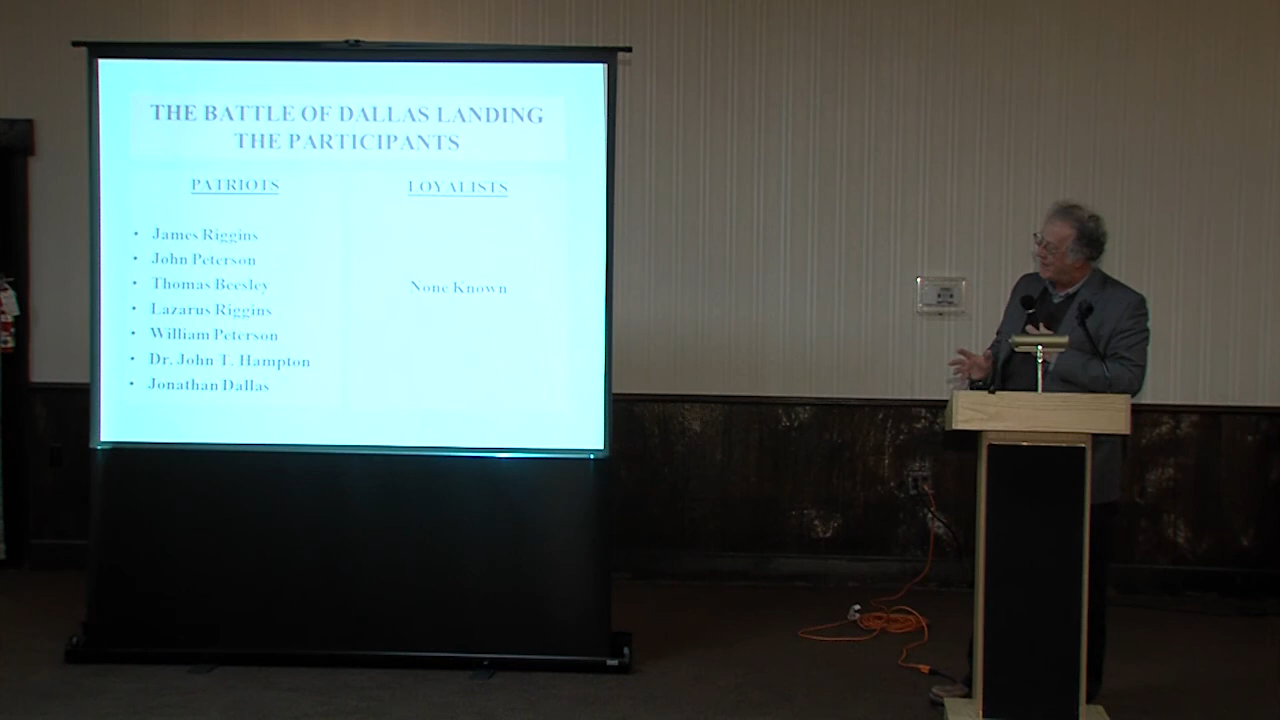 THE BATTLE OF DALLAS LANDING
THE PARTICIPANTS
PATRIOTS
• James Riggins
• John Peterson
• Thomas Beesley
• Lazarus Riggins
• William Peterson
• Dr. John T. Hampton
• Jonathan Dallas
LOYALISTS
None Known